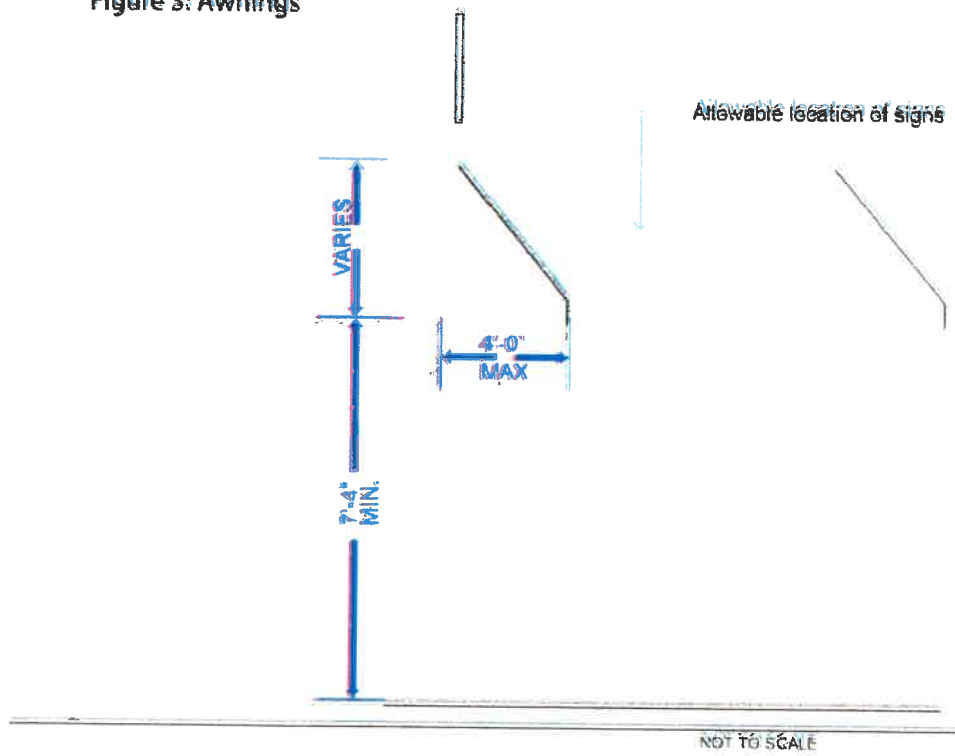 Figure 3: Awnings
Allowable location of signs
VARIES
4'-0"
MAX
7'-4"
MIN.
NOT TO SCALE